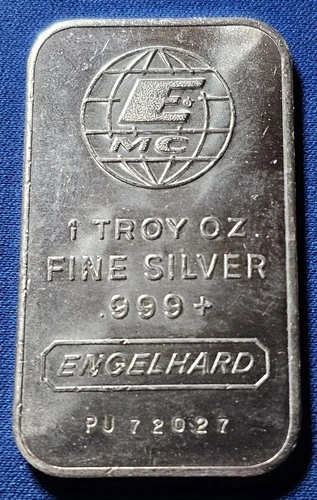 E
MC
1 TROY OZ
FINE SILVER
.999+
ENGELHARD
PU 72027